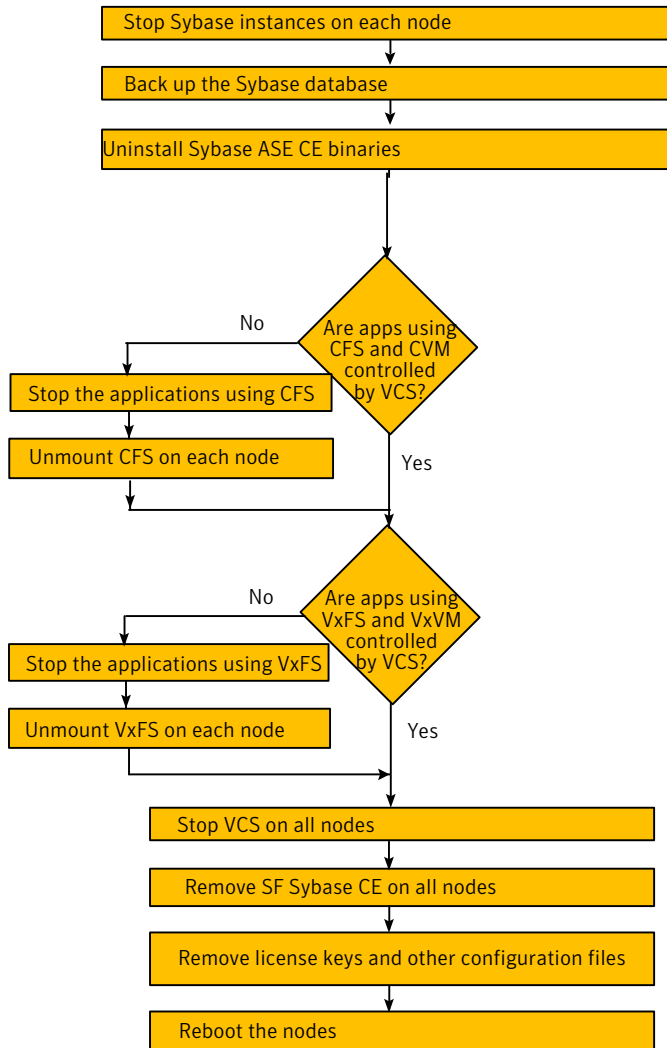 Stop Sybase instances on each node
Back up the Sybase database
Uninstall Sybase ASE CE binaries
No
Are apps using
CFS and CVM
controlled
by VCS?
Stop the applications using CFS
Unmount CFS on each node
Yes
No
Are apps using
VxFS and VxVM
controlled
by VCS?
Stop the applications using VxFS
Unmount VxFS on each node
Yes
Stop VCS on all nodes
Remove SF Sybase CE on all nodes
Remove license keys and other configuration files
Reboot the nodes